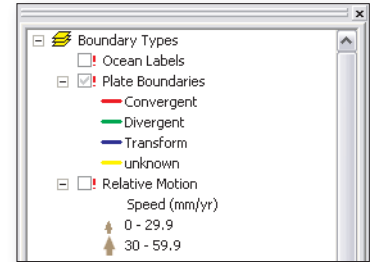 Boundary Types
! Ocean Labels
! Plate Boundaries
Convergent
Divergent
Transform
unknown
! Relative Motion
Speed (mm/yr)
0 - 29.9
30 - 59.9